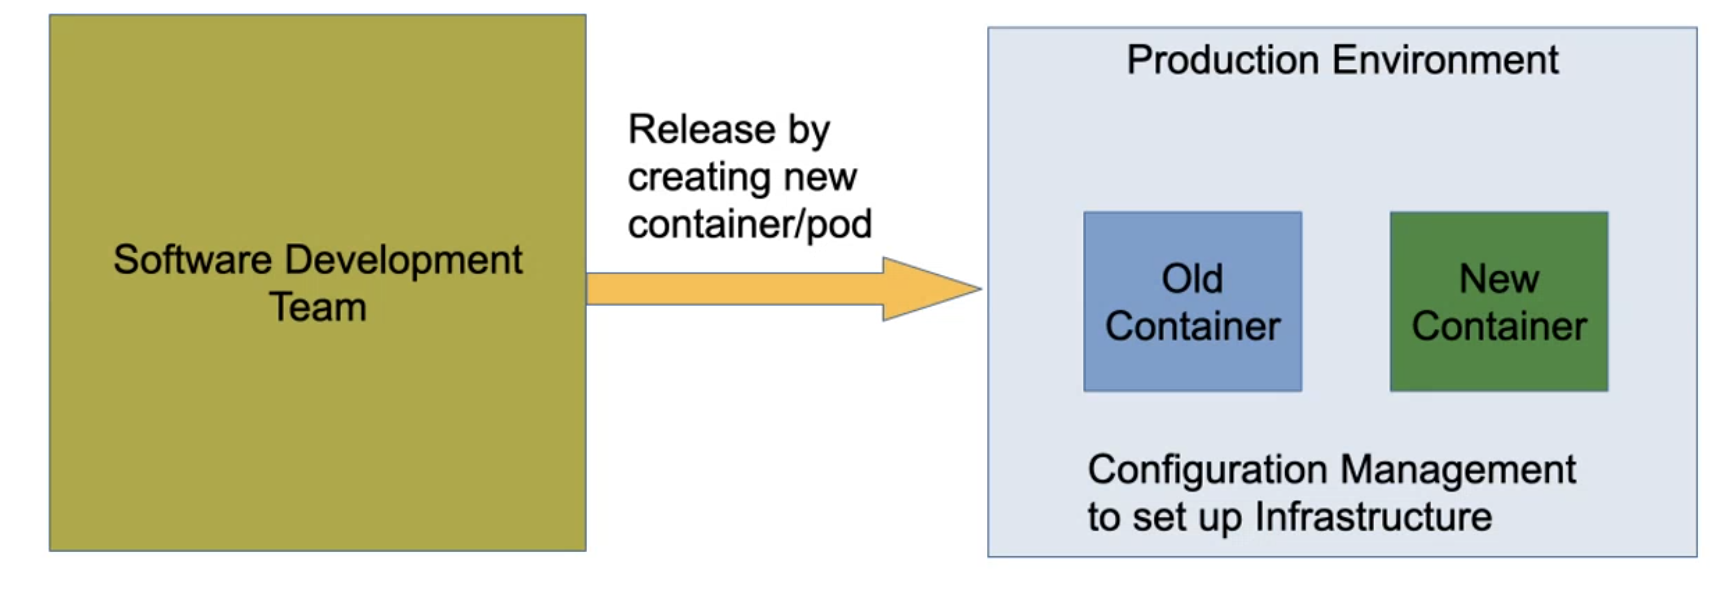 Software Development
Team
Release by
creating new
container/pod
Production Environment
Old
Container
New
Container
Configuration Management
to set up Infrastructure